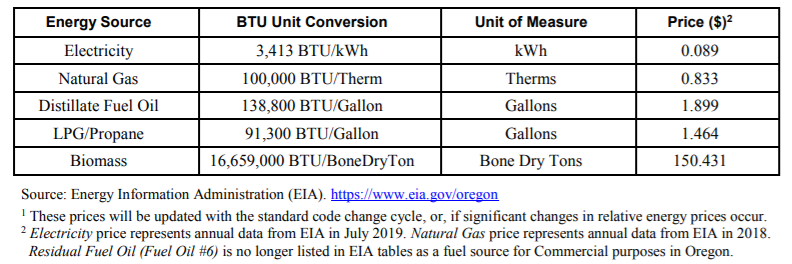 Energy Source BTU Unit Conversion Unit of Measure Price ($)²
Electricity 3,413 BTU/kWh kWh 0.089
Natural Gas 100,000 BTU/Therm Therms 0.833
Distillate Fuel Oil 138,800 BTU/Gallon Gallons 1.899
LPG/Propane 91,300 BTU/Gallon Gallons 1.464
Biomass 16,659,000 BTU/BoneDryTon Bone Dry Tons 150.431
Source: Energy Information Administration (EIA). https://www.eia.gov/oregon
¹ These prices will be updated with the standard code change cycle, or, if significant changes in relative energy prices occur.
² Electricity price represents annual data from EIA in July 2019. Natural Gas price represents annual data from EIA in 2018.
Residual Fuel Oil (Fuel Oil #6) is no longer listed in EIA tables as a fuel source for Commercial purposes in Oregon.